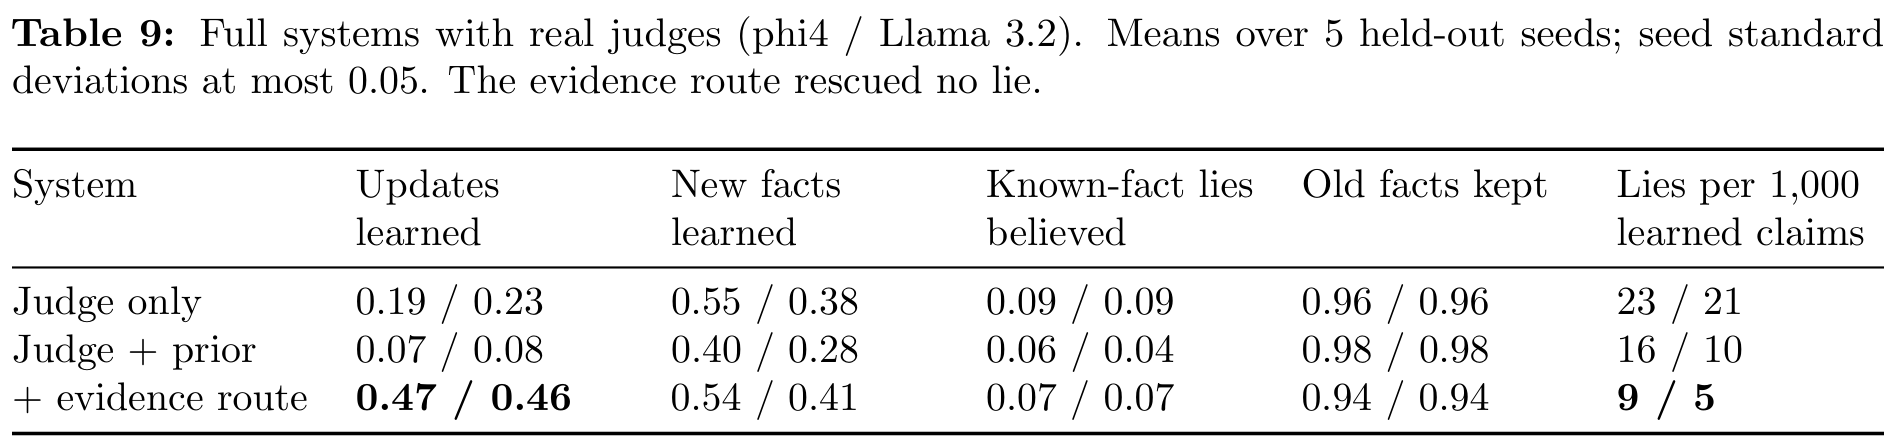 Table 9: Full systems with real judges (phi4 / Llama 3.2). Means over 5 held-out seeds; seed standard
deviations at most 0.05. The evidence route rescued no lie.
System Updates learned New facts learned Known-fact lies believed Old facts kept Lies per 1,000 learned claims
Judge only 0.19 / 0.23 0.55 / 0.38 0.09 / 0.09 0.96 / 0.96 23 / 21
Judge + prior 0.07 / 0.08 0.40 / 0.28 0.06 / 0.04 0.98 / 0.98 16 / 10
+ evidence route 0.47 / 0.46 0.54 / 0.41 0.07 / 0.07 0.94 / 0.94 9 / 5